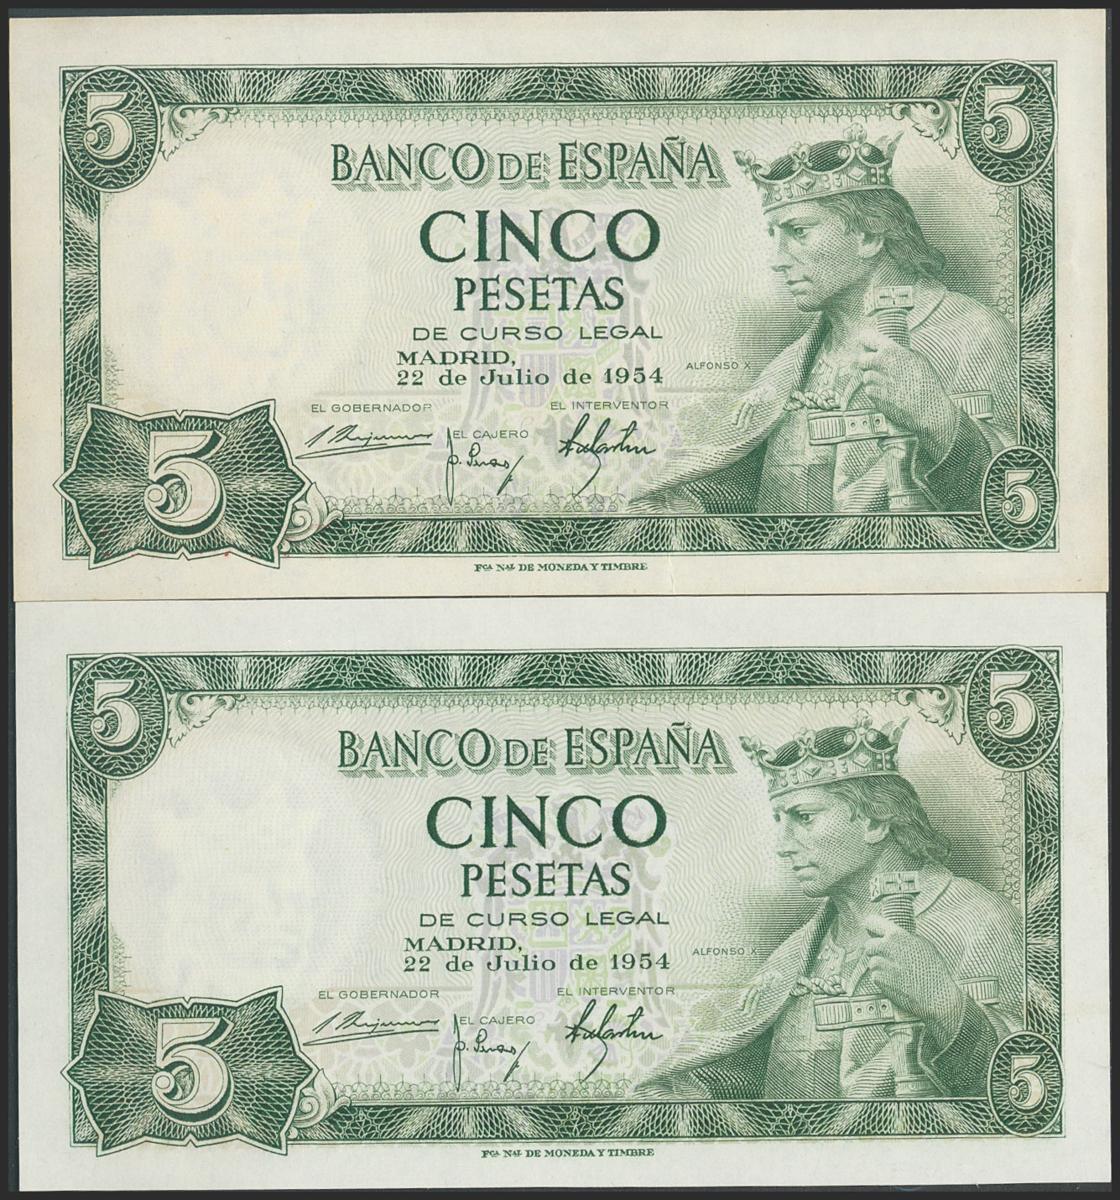 5 5
BANCO DE ESPAÑA
CINCO
PESETAS
DE CURSO LEGAL
MADRID,
22 de Julio de 1954
ALFONSO X
EL GOBERNADOR EL INTERVENTOR
EL CAJERO
5 5
FCA NAL DE MONEDA Y TIMBRE
5 5
BANCO DE ESPAÑA
CINCO
PESETAS
DE CURSO LEGAL
MADRID,
22 de Julio de 1954
ALFONSO X
EL GOBERNADOR EL INTERVENTOR
EL CAJERO
5 5
FCA NAL DE MONEDA Y TIMBRE